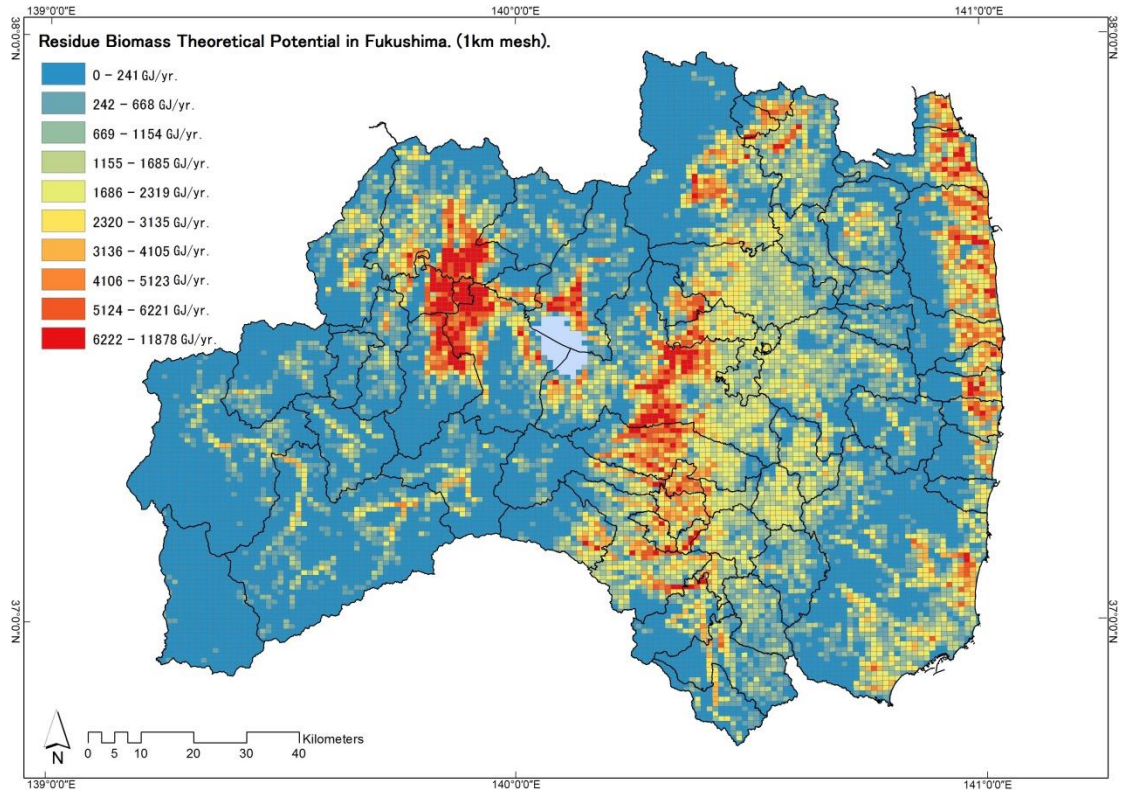 139°0'0"E 140°0'0"E 141°0'0"E
38°0'0"N 38°0'0"N
Residue Biomass Theoretical Potential in Fukushima. (1km mesh).
0 - 241 GJ/yr.
242 - 668 GJ/yr.
669 - 1154 GJ/yr.
1155 - 1685 GJ/yr.
1686 - 2319 GJ/yr.
2320 - 3135 GJ/yr.
3136 - 4105 GJ/yr.
4106 - 5123 GJ/yr.
5124 - 6221 GJ/yr.
6222 - 11878 GJ/yr.
37°0'0"N 37°0'0"N
Kilometers
0 5 10 20 30 40
N
139°0'0"E 140°0'0"E 141°0'0"E